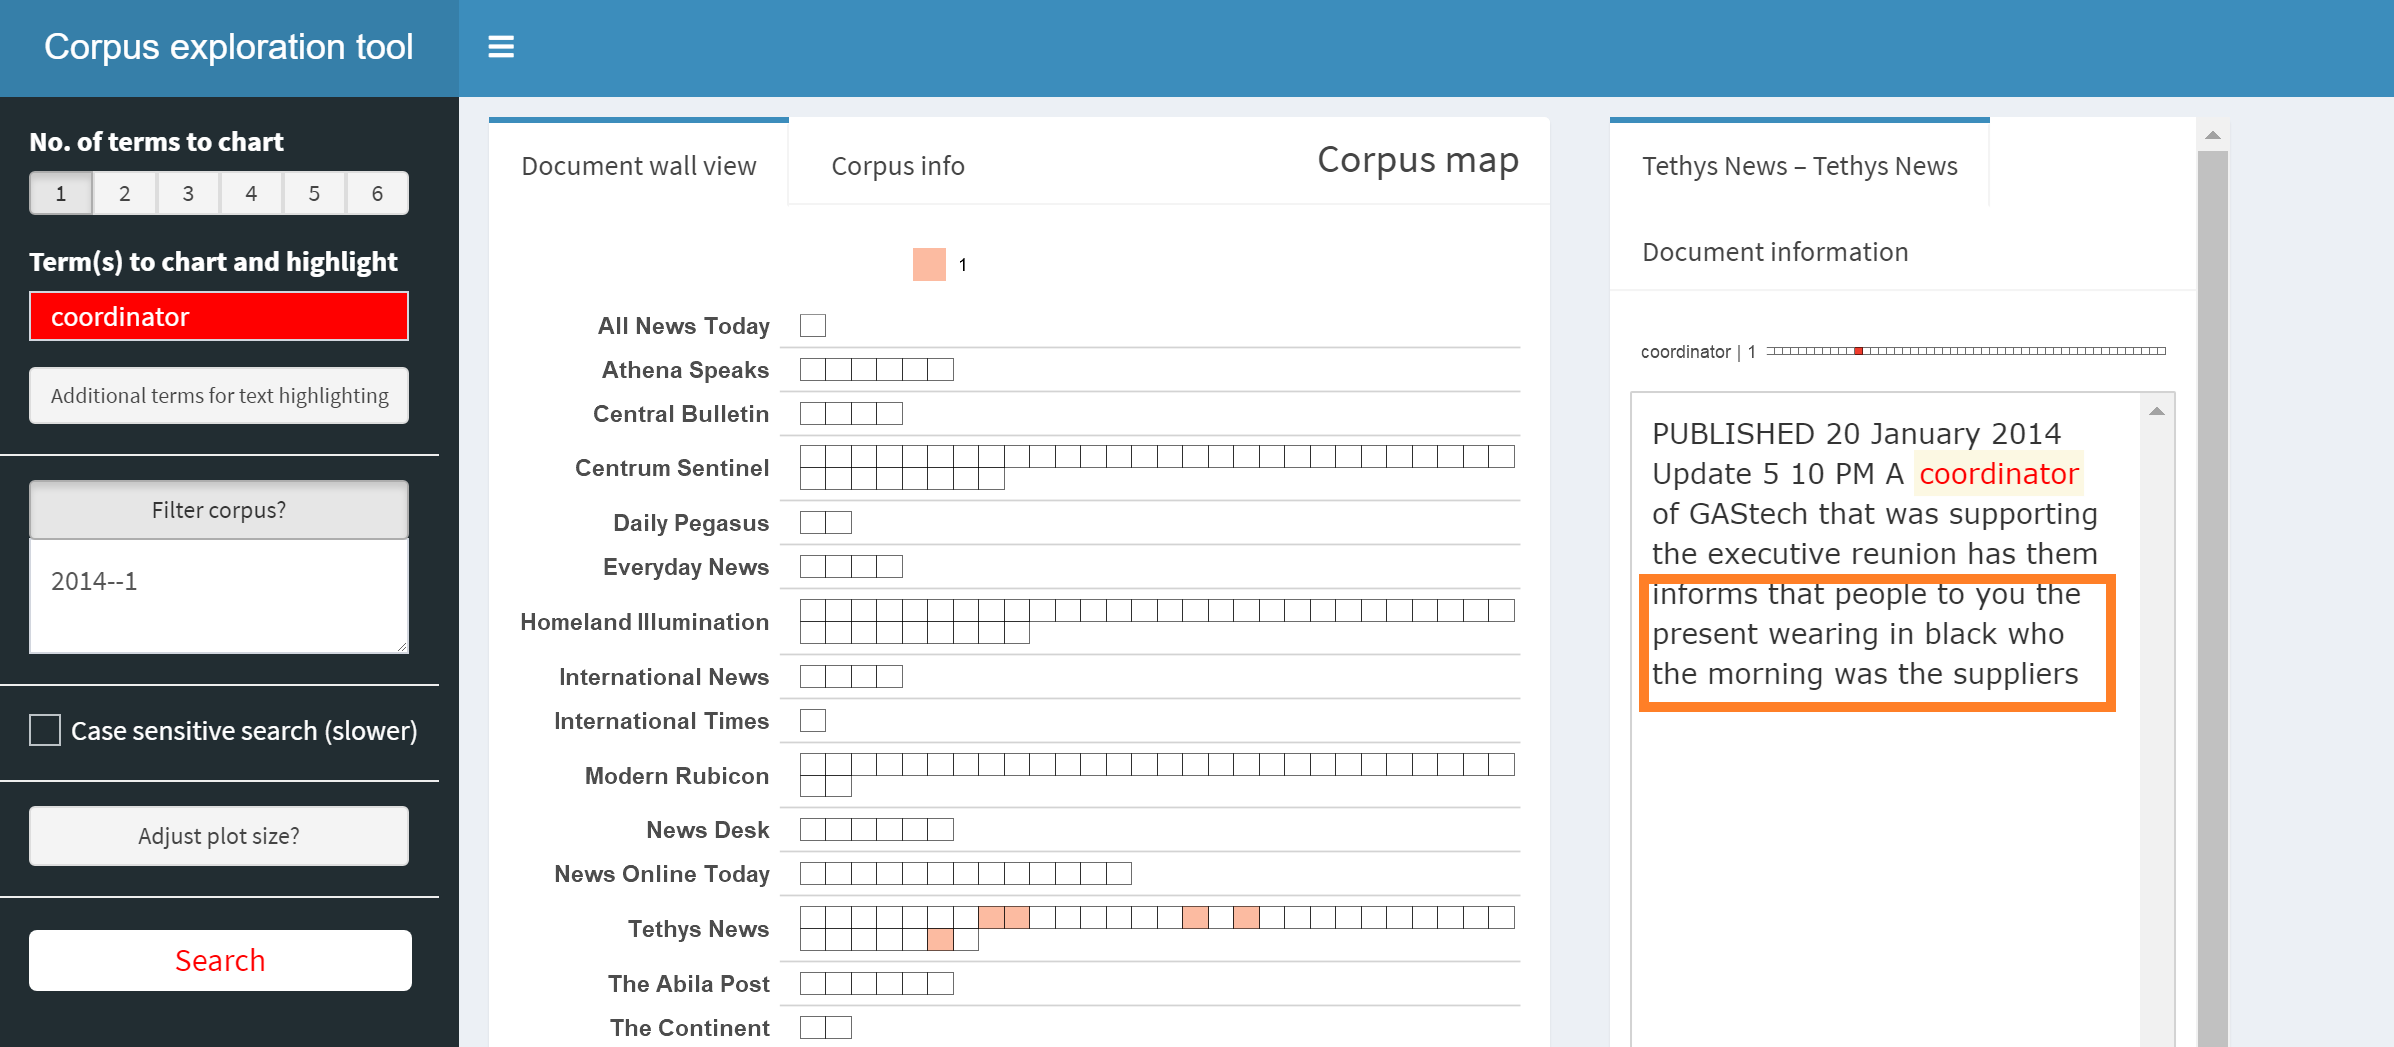 Corpus exploration tool
No. of terms to chart
1 2 3 4 5 6
Term(s) to chart and highlight
coordinator
Additional terms for text highlighting
Filter corpus?
2014--1
Case sensitive search (slower)
Adjust plot size?
Search
Document wall view
Corpus info
Corpus map
1
All News Today
Athena Speaks
Central Bulletin
Centrum Sentinel
Daily Pegasus
Everyday News
Homeland Illumination
International News
International Times
Modern Rubicon
News Desk
News Online Today
Tethys News
The Abila Post
The Continent
Tethys News – Tethys News
Document information
coordinator | 1
PUBLISHED 20 January 2014
Update 5 10 PM A coordinator
of GAStech that was supporting
the executive reunion has them
informs that people to you the
present wearing in black who
the morning was the suppliers